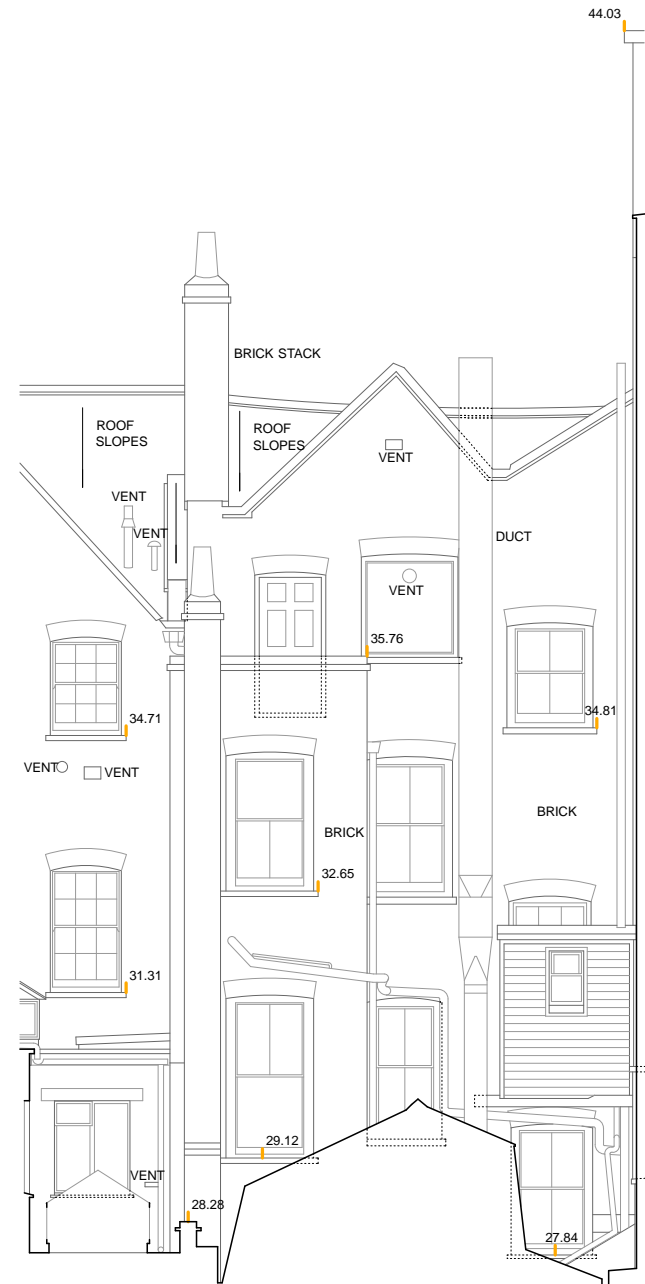 44.03
BRICK STACK
ROOF
SLOPES
ROOF
SLOPES
VENT
VENT
VENT
DUCT
VENT
35.76
34.71
34.81
VENT
VENT
BRICK
BRICK
32.65
31.31
29.12
VENT
28.28
27.84